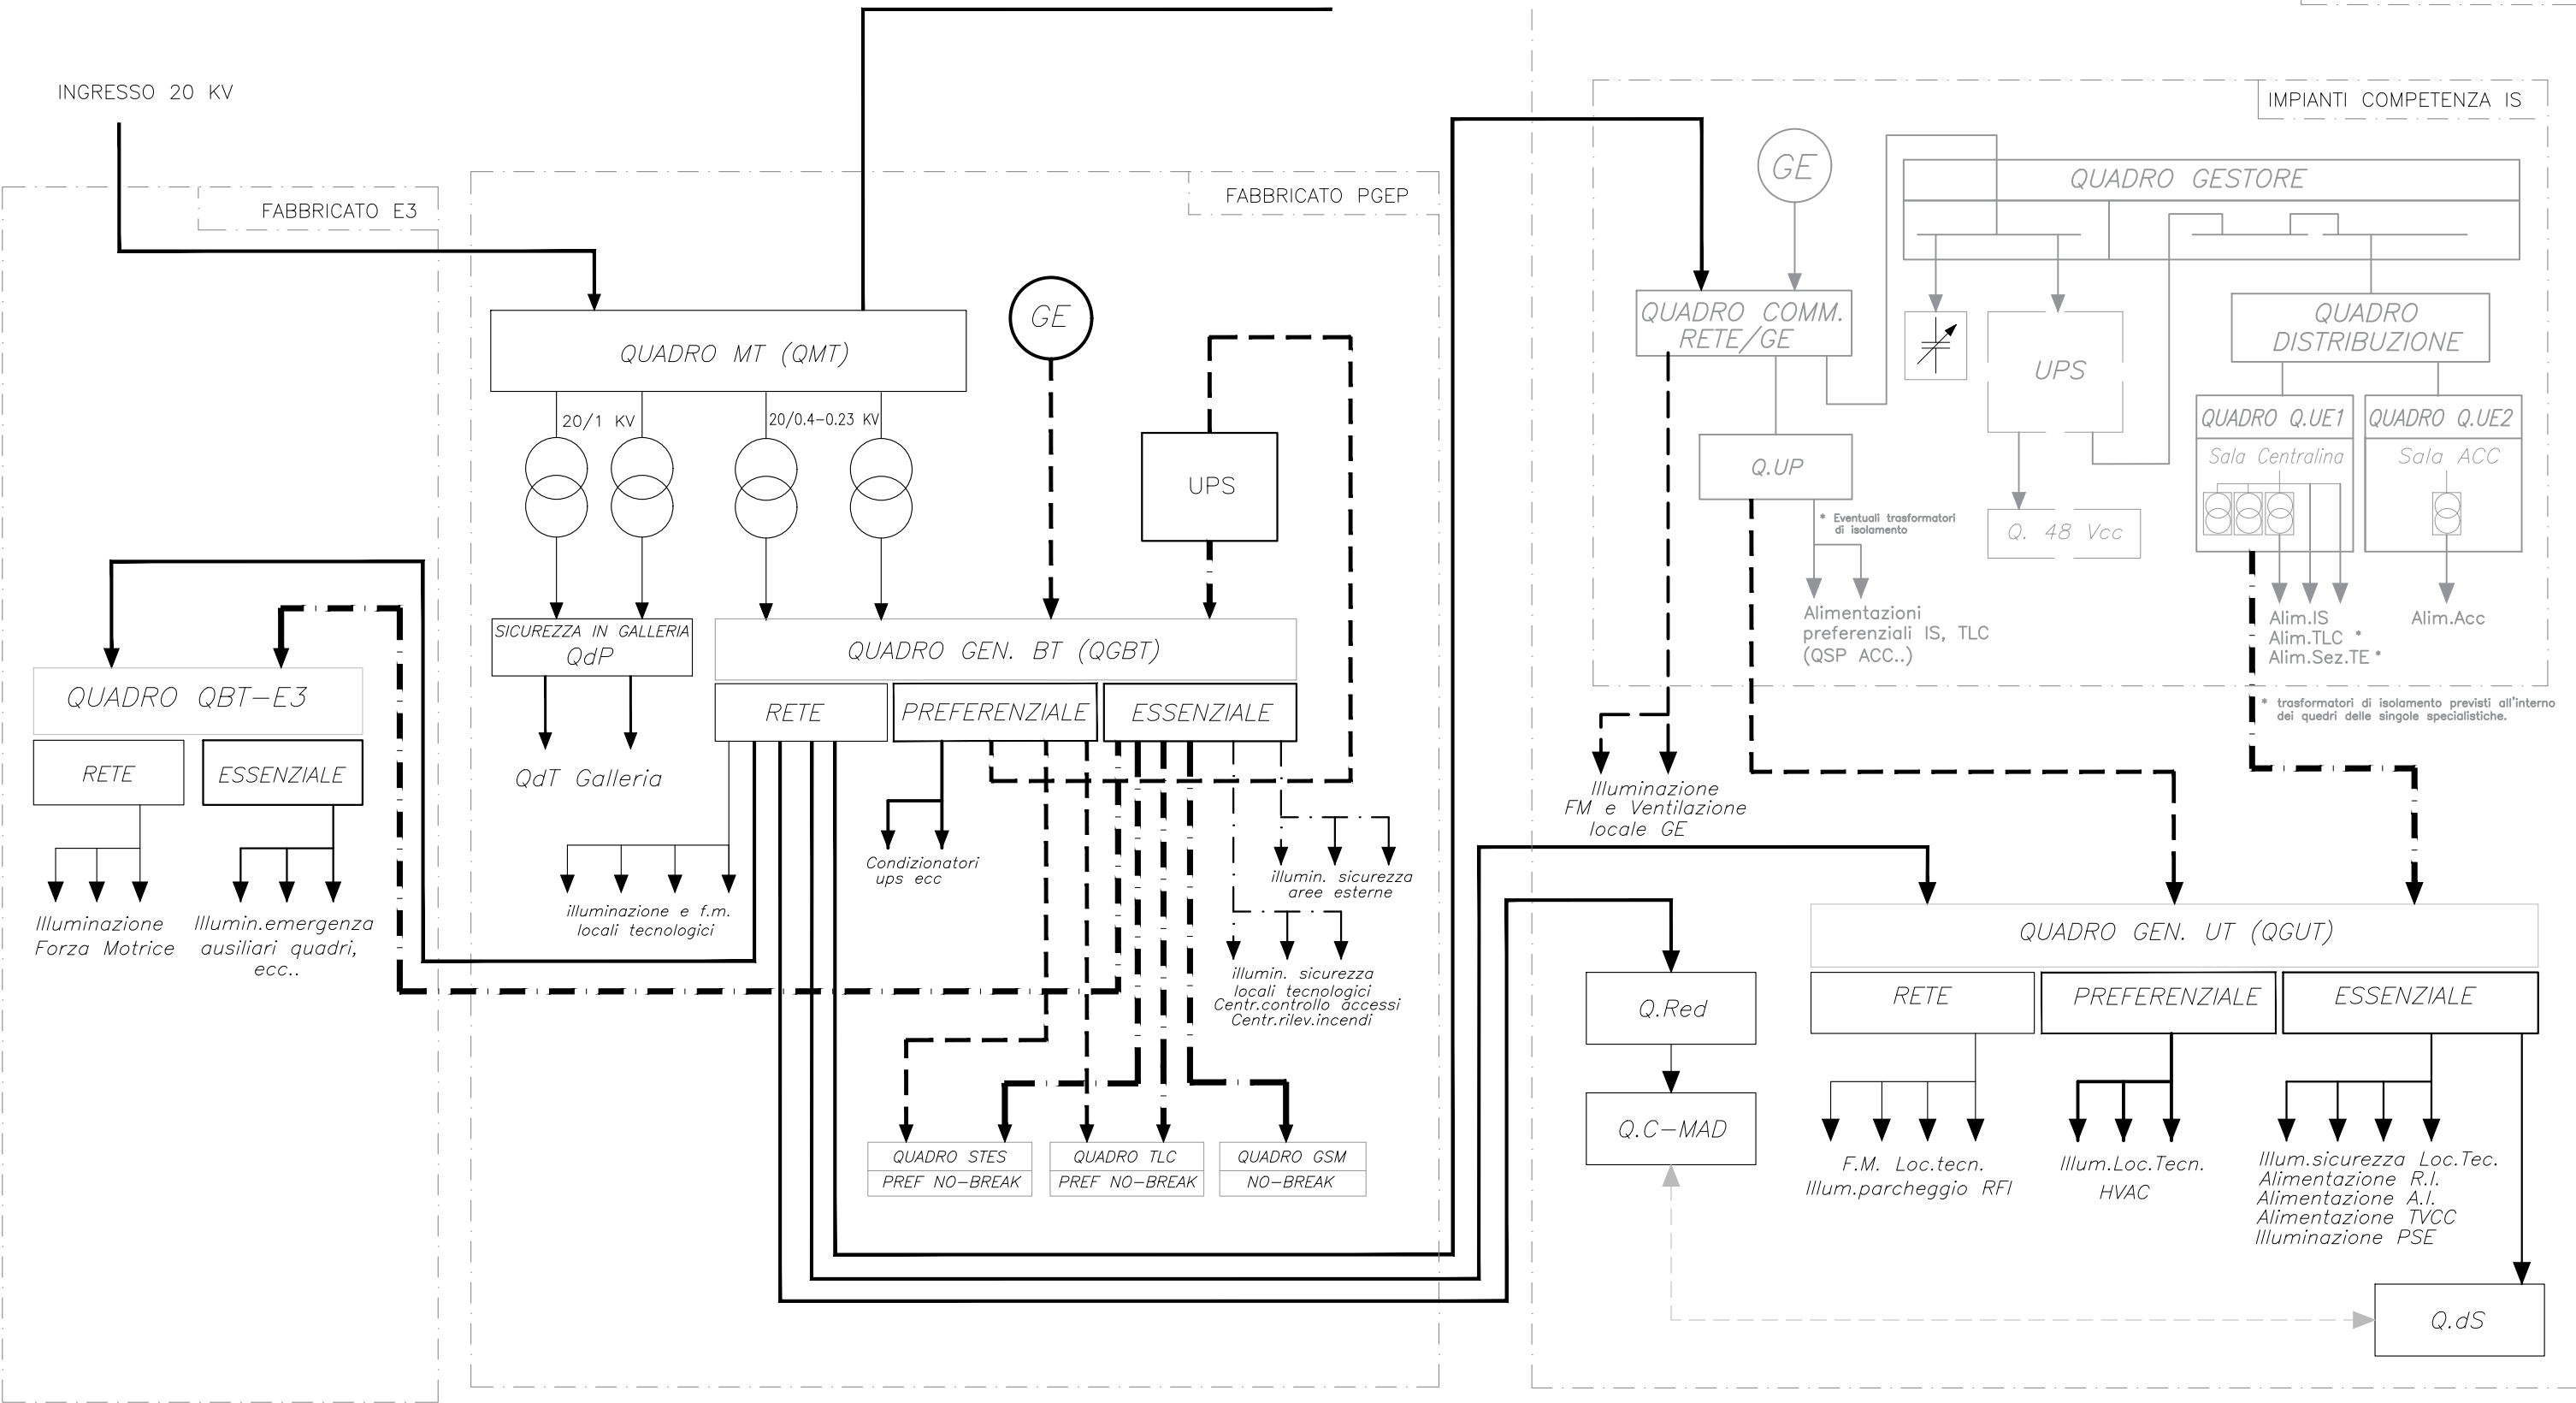 INGRESSO 20 KV
FABBRICATO E3
FABBRICATO PGEP
IMPIANTI COMPETENZA IS
QUADRO MT (QMT)
GE
20/1 KV
20/0.4-0.23 KV
UPS
SICUREZZA IN GALLERIA
QdP
QUADRO GEN. BT (QGBT)
RETE
PREFERENZIALE
ESSENZIALE
QdT Galleria
QUADRO QBT-E3
RETE
ESSENZIALE
Illuminazione
Forza Motrice
Illumin.emergenza
ausiliari quadri,
ecc..
illuminazione e f.m.
locali tecnologici
Condizionatori
ups ecc
illumin. sicurezza
aree esterne
illumin. sicurezza
locali tecnologici
Centr.controllo accessi
Centr.rilev.incendi
QUADRO STES
PREF NO-BREAK
QUADRO TLC
PREF NO-BREAK
QUADRO GSM
NO-BREAK
GE
QUADRO GESTORE
QUADRO COMM.
RETE/GE
UPS
QUADRO
DISTRIBUZIONE
QUADRO Q.UE1
Sala Centralina
QUADRO Q.UE2
Sala ACC
Q.UP
* Eventuali trasformatori
di isolamento
Q. 48 Vcc
Alimentazioni
preferenziali IS, TLC
(QSP ACC..)
Alim.IS
Alim.TLC *
Alim.Sez.TE *
Alim.Acc
* trasformatori di isolamento previsti all'interno
dei quedri delle singole specialistiche.
Illuminazione
FM e Ventilazione
locale GE
QUADRO GEN. UT (QGUT)
RETE
PREFERENZIALE
ESSENZIALE
Q.Red
Q.C-MAD
F.M. Loc.tecn.
Illum.parcheggio RFI
Illum.Loc.Tecn.
HVAC
Illum.sicurezza Loc.Tec.
Alimentazione R.I.
Alimentazione A.I.
Alimentazione TVCC
Illuminazione PSE
Q.dS